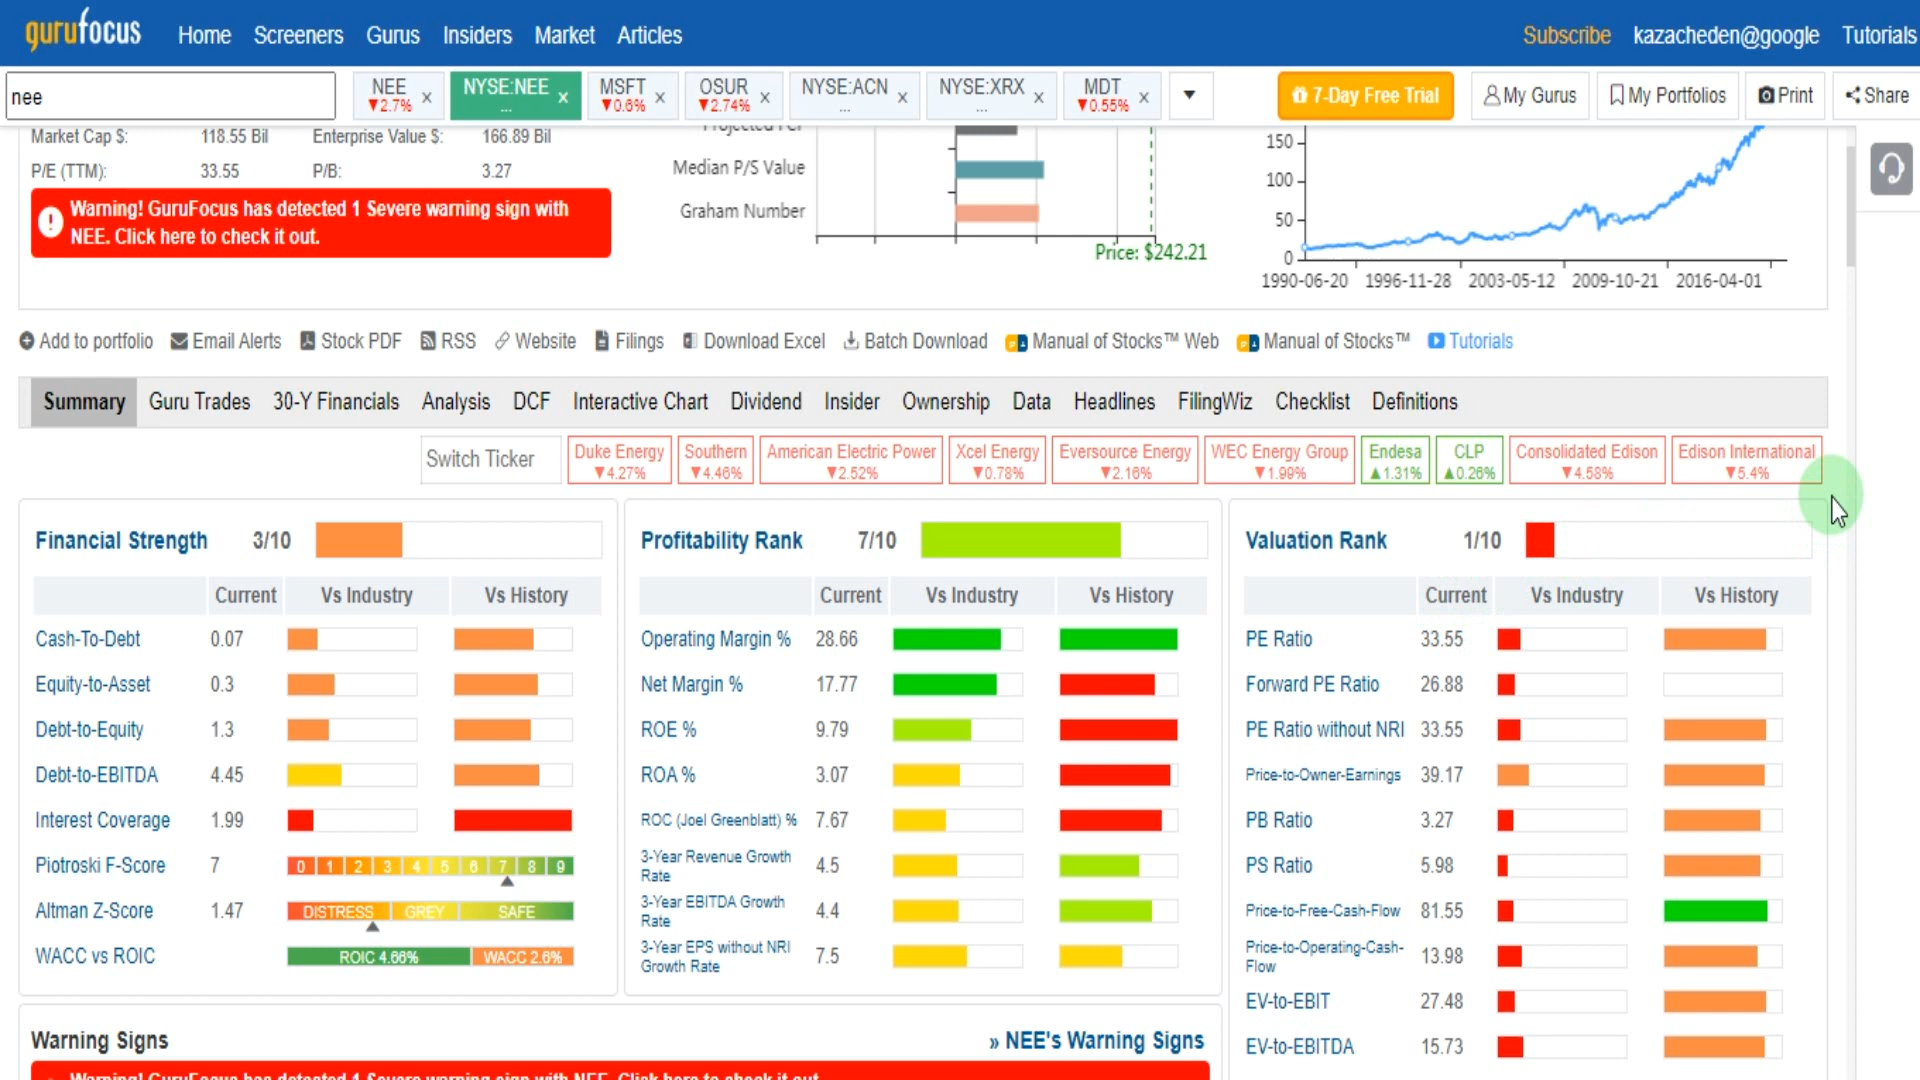 gurufocus Home Screeners Gurus Insiders Market Articles Subscribe kazacheden@google Tutorials
nee NEE NYSE:NEE MSFT OSUR NYSE:ACN NYSE:XRX MDT 7-Day Free Trial My Gurus My Portfolios Print Share
▼2.7% × ... × ▼0.6% × ▼2.74% × ... × ... × ▼0.55% × ▼
Market Cap $: 118.55 Bil Enterprise Value $: 166.89 Bil
P/E (TTM): 33.55 P/B: 3.27
Warning! GuruFocus has detected 1 Severe warning sign with
NEE. Click here to check it out.
Median P/S Value
Graham Number
Price: $242.21
150
100
50
0
1990-06-20 1996-11-28 2003-05-12 2009-10-21 2016-04-01
Add to portfolio Email Alerts Stock PDF RSS Website Filings Download Excel Batch Download Manual of Stocks™ Web Manual of Stocks™ Tutorials
Summary Guru Trades 30-Y Financials Analysis DCF Interactive Chart Dividend Insider Ownership Data Headlines FilingWiz Checklist Definitions
Switch Ticker Duke Energy Southern American Electric Power Xcel Energy Eversource Energy WEC Energy Group Endesa CLP Consolidated Edison Edison International
▼4.27% ▼4.46% ▼2.52% ▼0.78% ▼2.16% ▼1.99% ▲1.31% ▲0.26% ▼4.58% ▼5.4%
Financial Strength 3/10
Current Vs Industry Vs History
Cash-To-Debt 0.07
Equity-to-Asset 0.3
Debt-to-Equity 1.3
Debt-to-EBITDA 4.45
Interest Coverage 1.99
Piotroski F-Score 7 0 1 2 3 4 5 6 7 8 9
Altman Z-Score 1.47 DISTRESS GREY SAFE
WACC vs ROIC ROIC 4.66% WACC 2.6%
Profitability Rank 7/10
Current Vs Industry Vs History
Operating Margin % 28.66
Net Margin % 17.77
ROE % 9.79
ROA % 3.07
ROC (Joel Greenblatt) % 7.67
3-Year Revenue Growth
Rate 4.5
3-Year EBITDA Growth
Rate 4.4
3-Year EPS without NRI
Growth Rate 7.5
Valuation Rank 1/10
Current Vs Industry Vs History
PE Ratio 33.55
Forward PE Ratio 26.88
PE Ratio without NRI 33.55
Price-to-Owner-Earnings 39.17
PB Ratio 3.27
PS Ratio 5.98
Price-to-Free-Cash-Flow 81.55
Price-to-Operating-Cash-
Flow 13.98
EV-to-EBIT 27.48
EV-to-EBITDA 15.73
Warning Signs » NEE's Warning Signs
Warning! GuruFocus has detected 1 Severe warning sign with NEE. Click here to check it out.